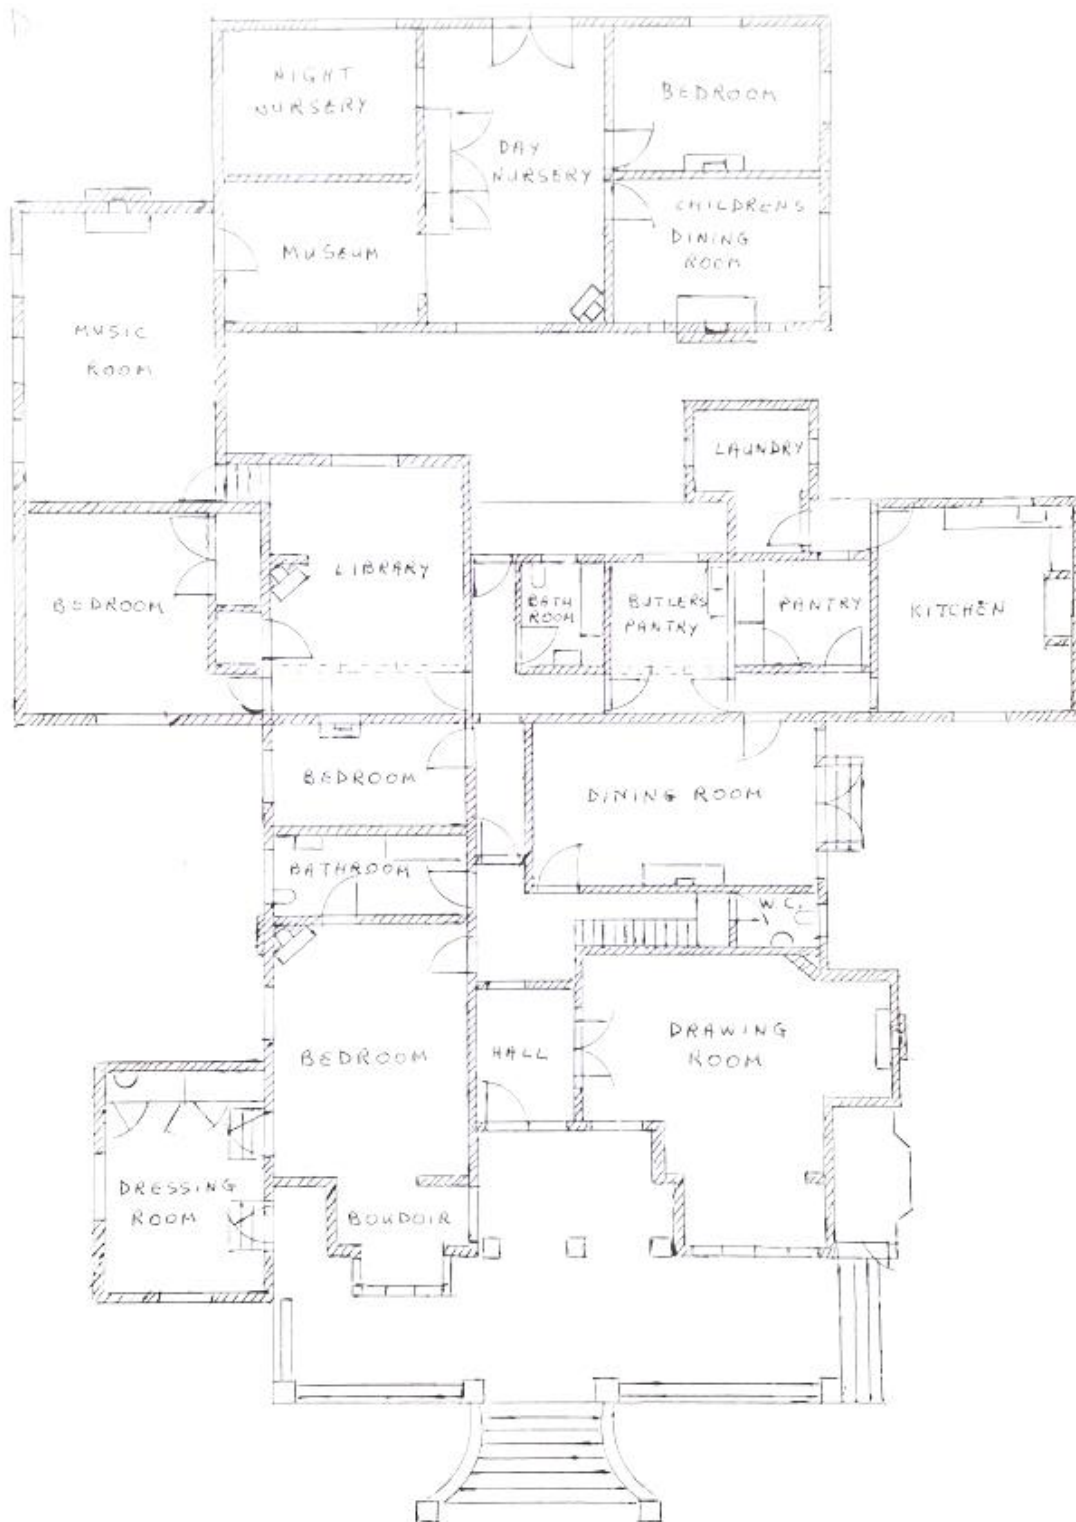 NIGHT
NURSERY
BEDROOM
DAY
NURSERY
CHILDRENS
DINING
ROOM
MUSEUM
MUSIC
ROOM
LAUNDRY
LIBRARY
BEDROOM
BATH
ROOM
BUTLERS
PANTRY
PANTRY
KITCHEN
BEDROOM
DINING ROOM
BATHROOM
W.C.
BEDROOM
HALL
DRAWING
ROOM
DRESSING
ROOM
BOUDOIR